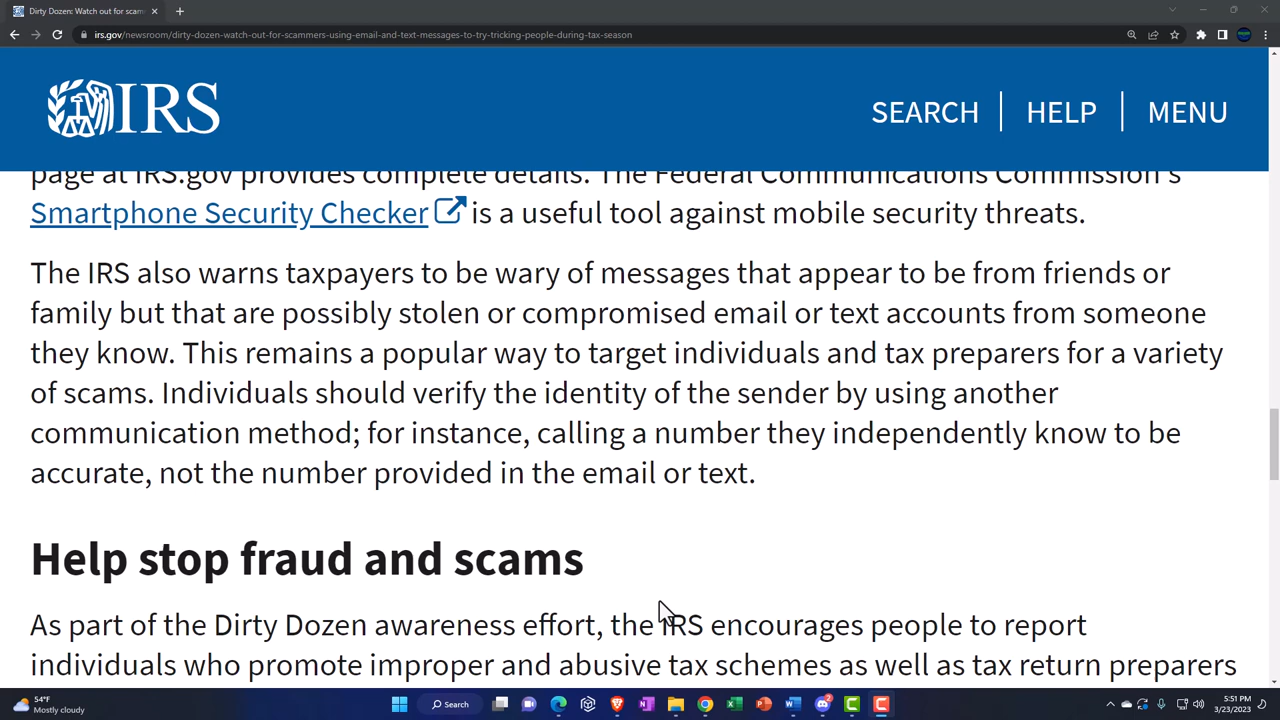 Dirty Dozen: Watch out for scam
irs.gov/newsroom/dirty-dozen-watch-out-for-scammers-using-email-and-text-messages-to-try-tricking-people-during-tax-season
IRS
SEARCH
HELP
MENU
page at IRS.gov provides complete details. The Federal Communications Commission's
Smartphone Security Checker is a useful tool against mobile security threats.
The IRS also warns taxpayers to be wary of messages that appear to be from friends or
family but that are possibly stolen or compromised email or text accounts from someone
they know. This remains a popular way to target individuals and tax preparers for a variety
of scams. Individuals should verify the identity of the sender by using another
communication method; for instance, calling a number they independently know to be
accurate, not the number provided in the email or text.
Help stop fraud and scams
As part of the Dirty Dozen awareness effort, the IRS encourages people to report
individuals who promote improper and abusive tax schemes as well as tax return preparers
54°F
Mostly cloudy
Search
2
5:51 PM
3/23/2023